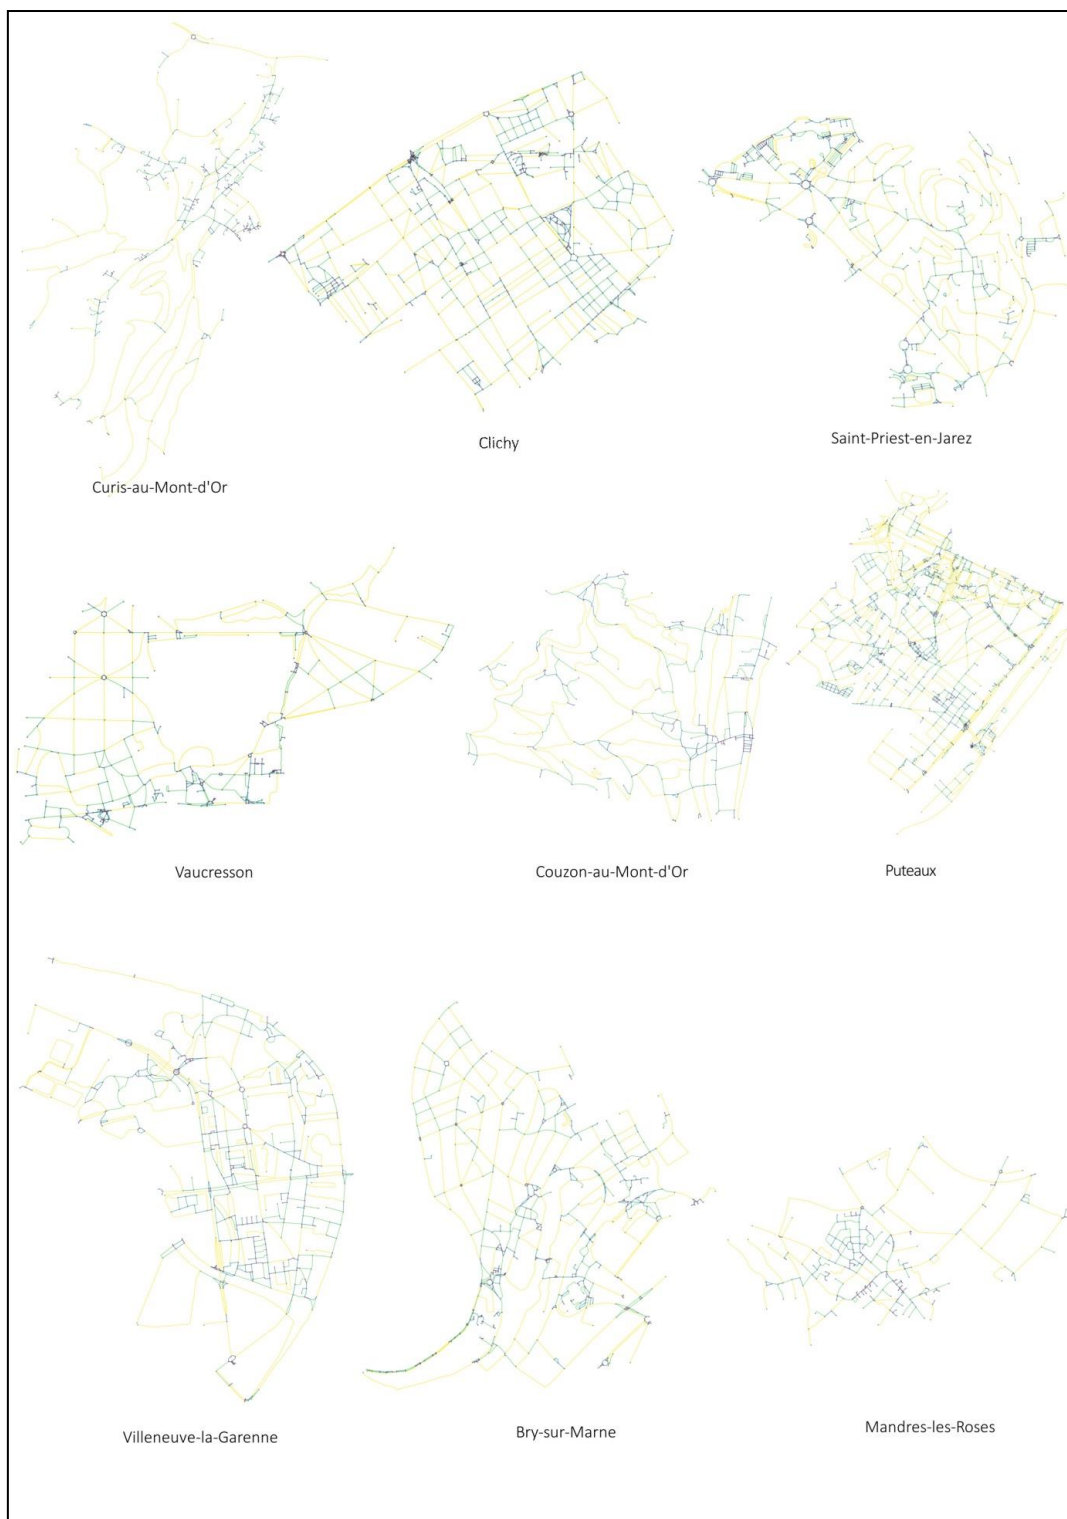 Curis-au-Mont-d'Or
Clichy
Saint-Priest-en-Jarez
Vaucresson
Couzon-au-Mont-d'Or
Puteaux
Villeneuve-la-Garenne
Bry-sur-Marne
Mandres-les-Roses